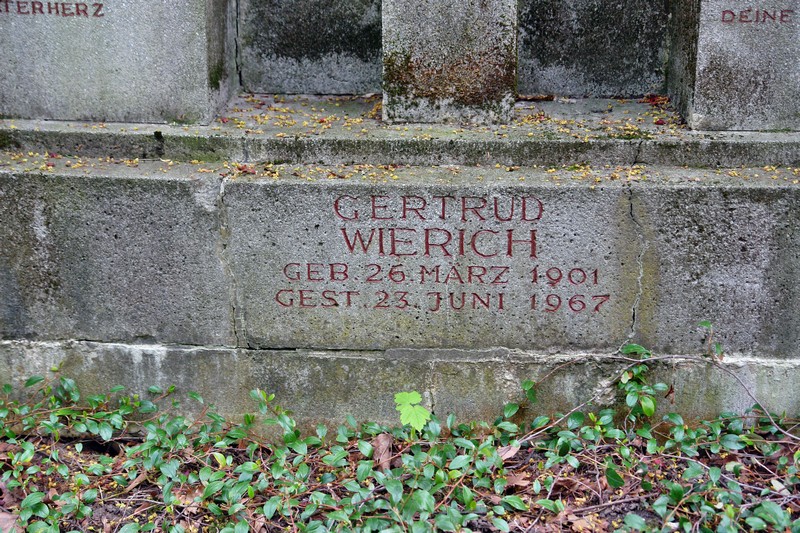 TERHERZ
DEINE
GERTRUD
WIERICH
GEB. 26. MÄRZ 1901
GEST. 23. JUNI 1967